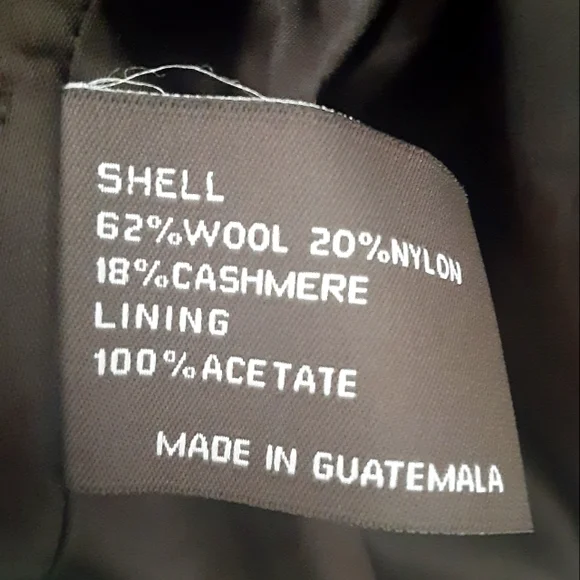 SHELL
62%WOOL 20%NYLON
18%CASHMERE
LINING
100%ACETATE
MADE IN GUATEMALA